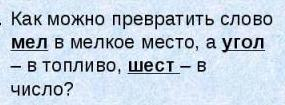 Как можно превратить слово
мел в мелкое место, а угол
– в топливо, шест – в
число?